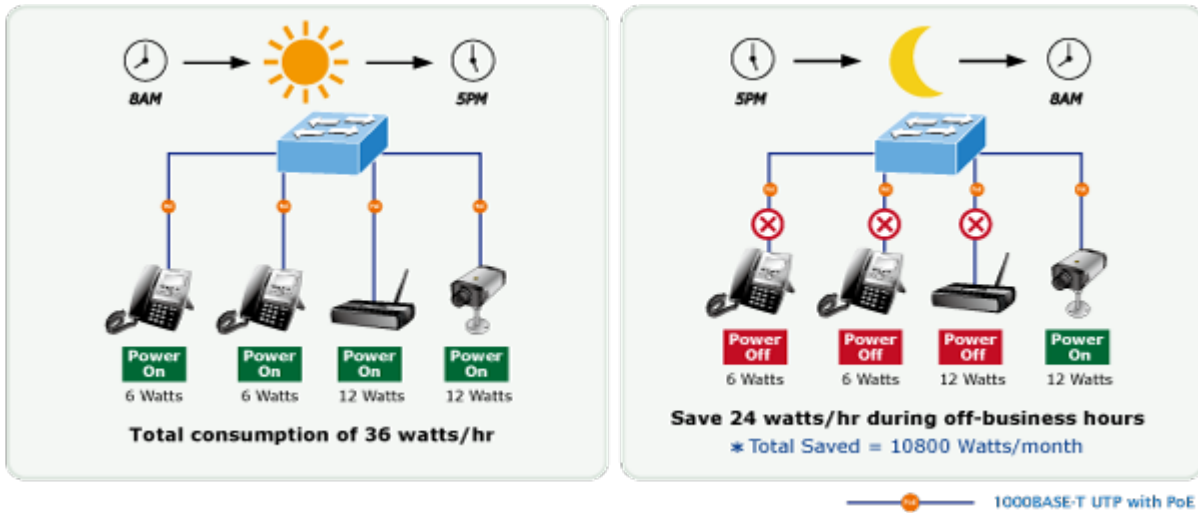 8AM
5PM
Power
On
6 Watts
Power
On
6 Watts
Power
On
12 Watts
Power
On
12 Watts
Total consumption of 36 watts/hr
5PM
8AM
Power
Off
6 Watts
Power
Off
6 Watts
Power
Off
12 Watts
Power
On
12 Watts
Save 24 watts/hr during off-business hours
* Total Saved = 10800 Watts/month
PoE
1000BASE-T UTP with PoE